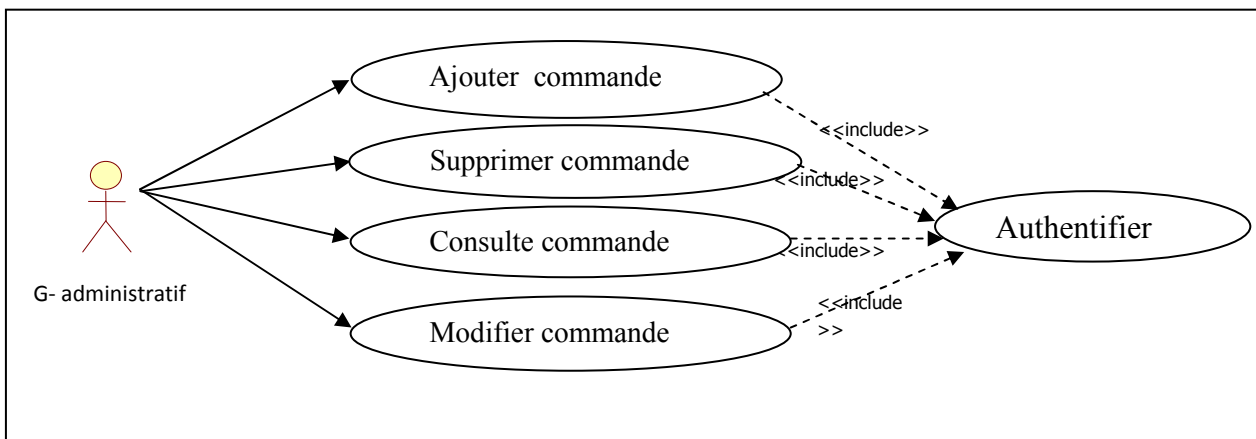 Ajouter commande
<<include>>
Supprimer commande
<<include>>
Authentifier
Consulte commande
<<include>>
G- administratif
Modifier commande
<<include
>>